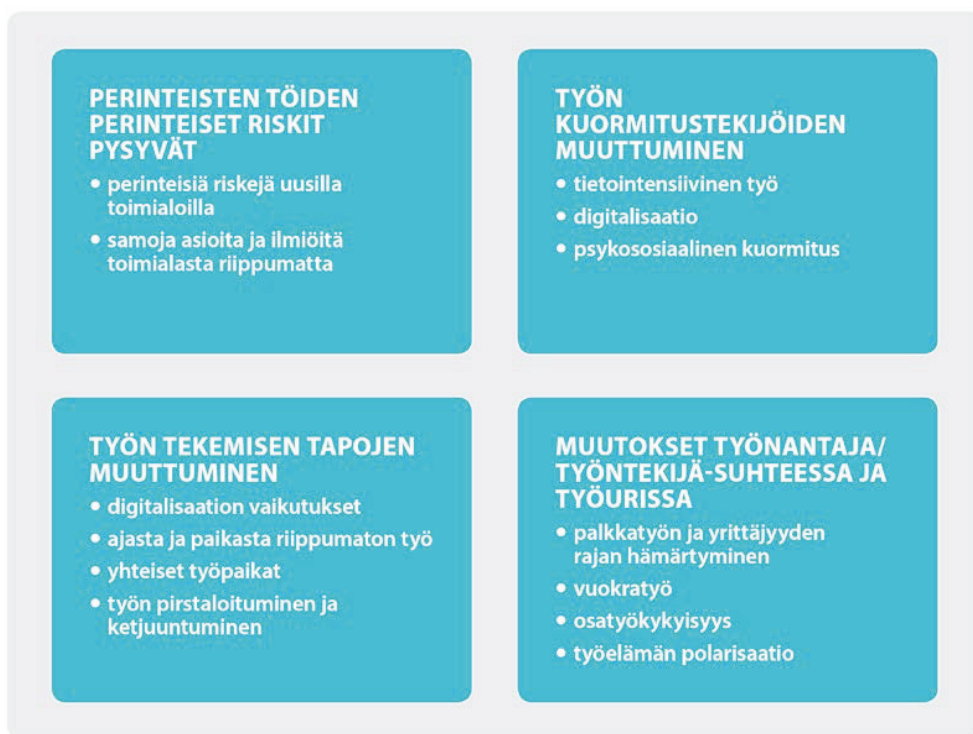 PERINTEISTEN TÖIDEN
PERINTEISET RISKIT
PYSYVÄT
• perinteisiä riskejä uusilla
toimialoilla
• samoja asioita ja ilmiöitä
toimialasta riippumatta
TYÖN
KUORMITUSTEKIJÖIDEN
MUUTTUMINEN
• tietointensiivinen työ
• digitalisaatio
• psykososiaalinen kuormitus
TYÖN TEKEMISEN TAPOJEN
MUUTTUMINEN
• digitalisaation vaikutukset
• ajasta ja paikasta riippumaton työ
• yhteiset työpaikat
• työn pirstaloituminen ja
ketjuuntuminen
MUUTOKSET TYÖNANTAJA/
TYÖNTEKIJÄ-SUHTEESSA JA
TYÖURISSA
• palkkatyön ja yrittäjyyden
rajan hämärtyminen
• vuokratyö
• osatyökykyisyys
• työelämän polarisaatio